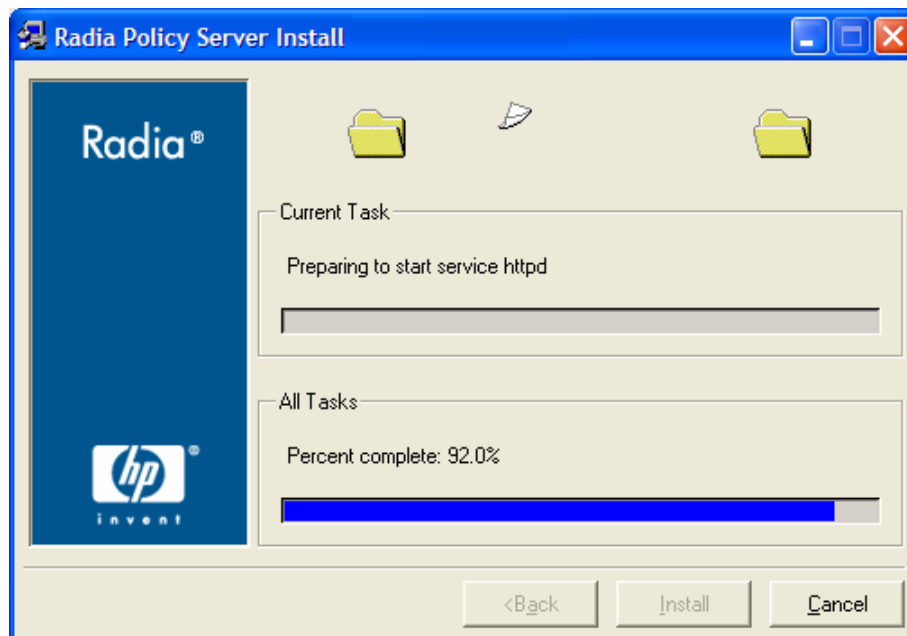 Radia Policy Server Install
Radia®
Current Task
Preparing to start service httpd
All Tasks
Percent complete: 92.0%
hp®
invent
<Back
Install
Cancel